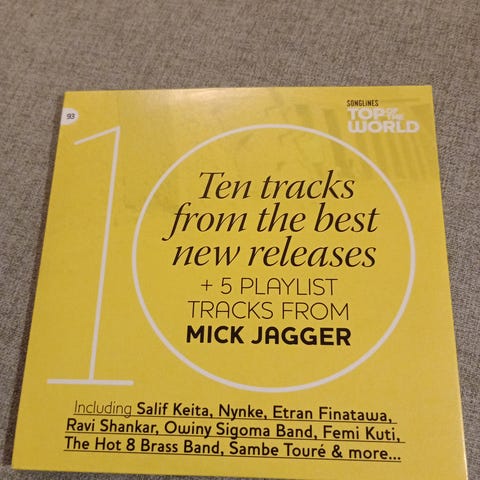 93
SONGLINES
TOP OF THE
WORLD
10
Ten tracks
from the best
new releases
+ 5 PLAYLIST
TRACKS FROM
MICK JAGGER
Including Salif Keita, Nynke, Etran Finatawa,
Ravi Shankar, Owiny Sigoma Band, Femi Kuti,
The Hot 8 Brass Band, Sambe Touré & more...